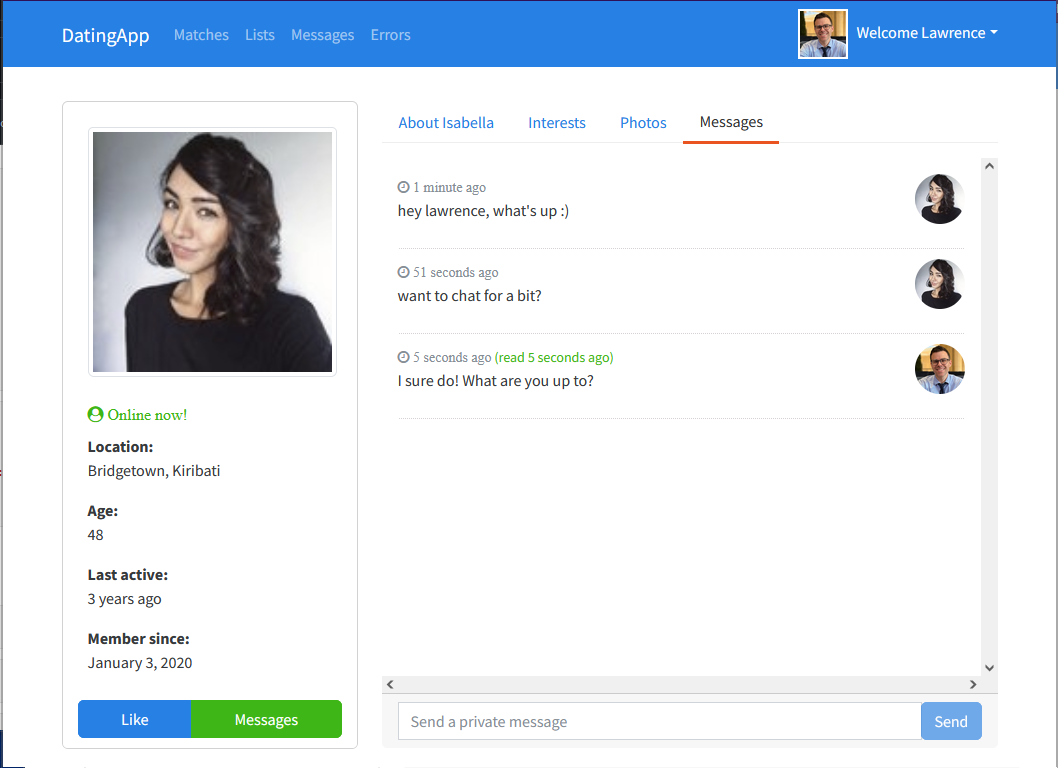 DatingApp Matches Lists Messages Errors Welcome Lawrence
About Isabella Interests Photos Messages
1 minute ago
hey lawrence, what's up :)
51 seconds ago
want to chat for a bit?
5 seconds ago (read 5 seconds ago)
I sure do! What are you up to?
Online now!
Location:
Bridgetown, Kiribati
Age:
48
Last active:
3 years ago
Member since:
January 3, 2020
Like Messages
Send a private message Send